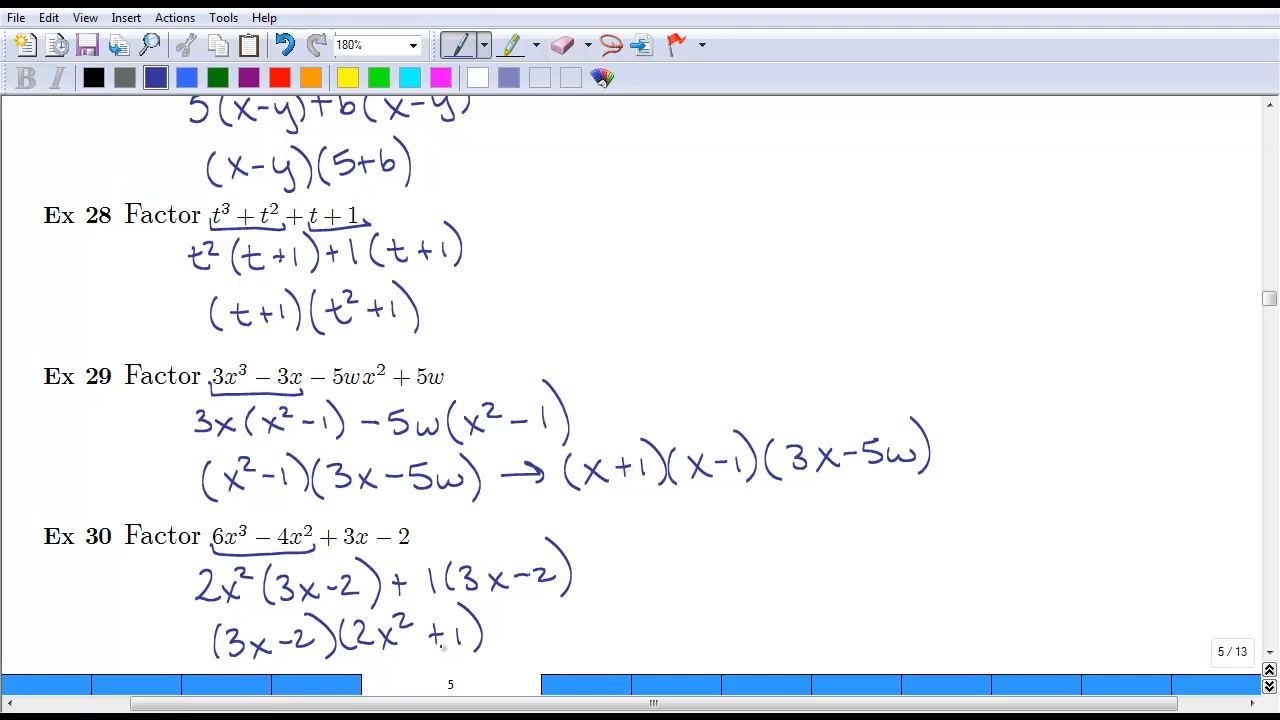 File Edit View Insert Actions Tools Help
180%
B I
5(x-y)+b(x-y)
(x-y)(5+b)
Ex 28 Factor t³ + t² + t + 1
t²(t+1)+1(t+1)
(t+1)(t²+1)
Ex 29 Factor 3x³ − 3x − 5wx² + 5w
3x(x²-1) -5w(x²-1)
(x²-1)(3x-5w) → (x+1)(x-1)(3x-5w)
Ex 30 Factor 6x³ − 4x² + 3x − 2
2x²(3x-2) + 1(3x-2)
(3x-2)(2x²+1)
5 / 13
5